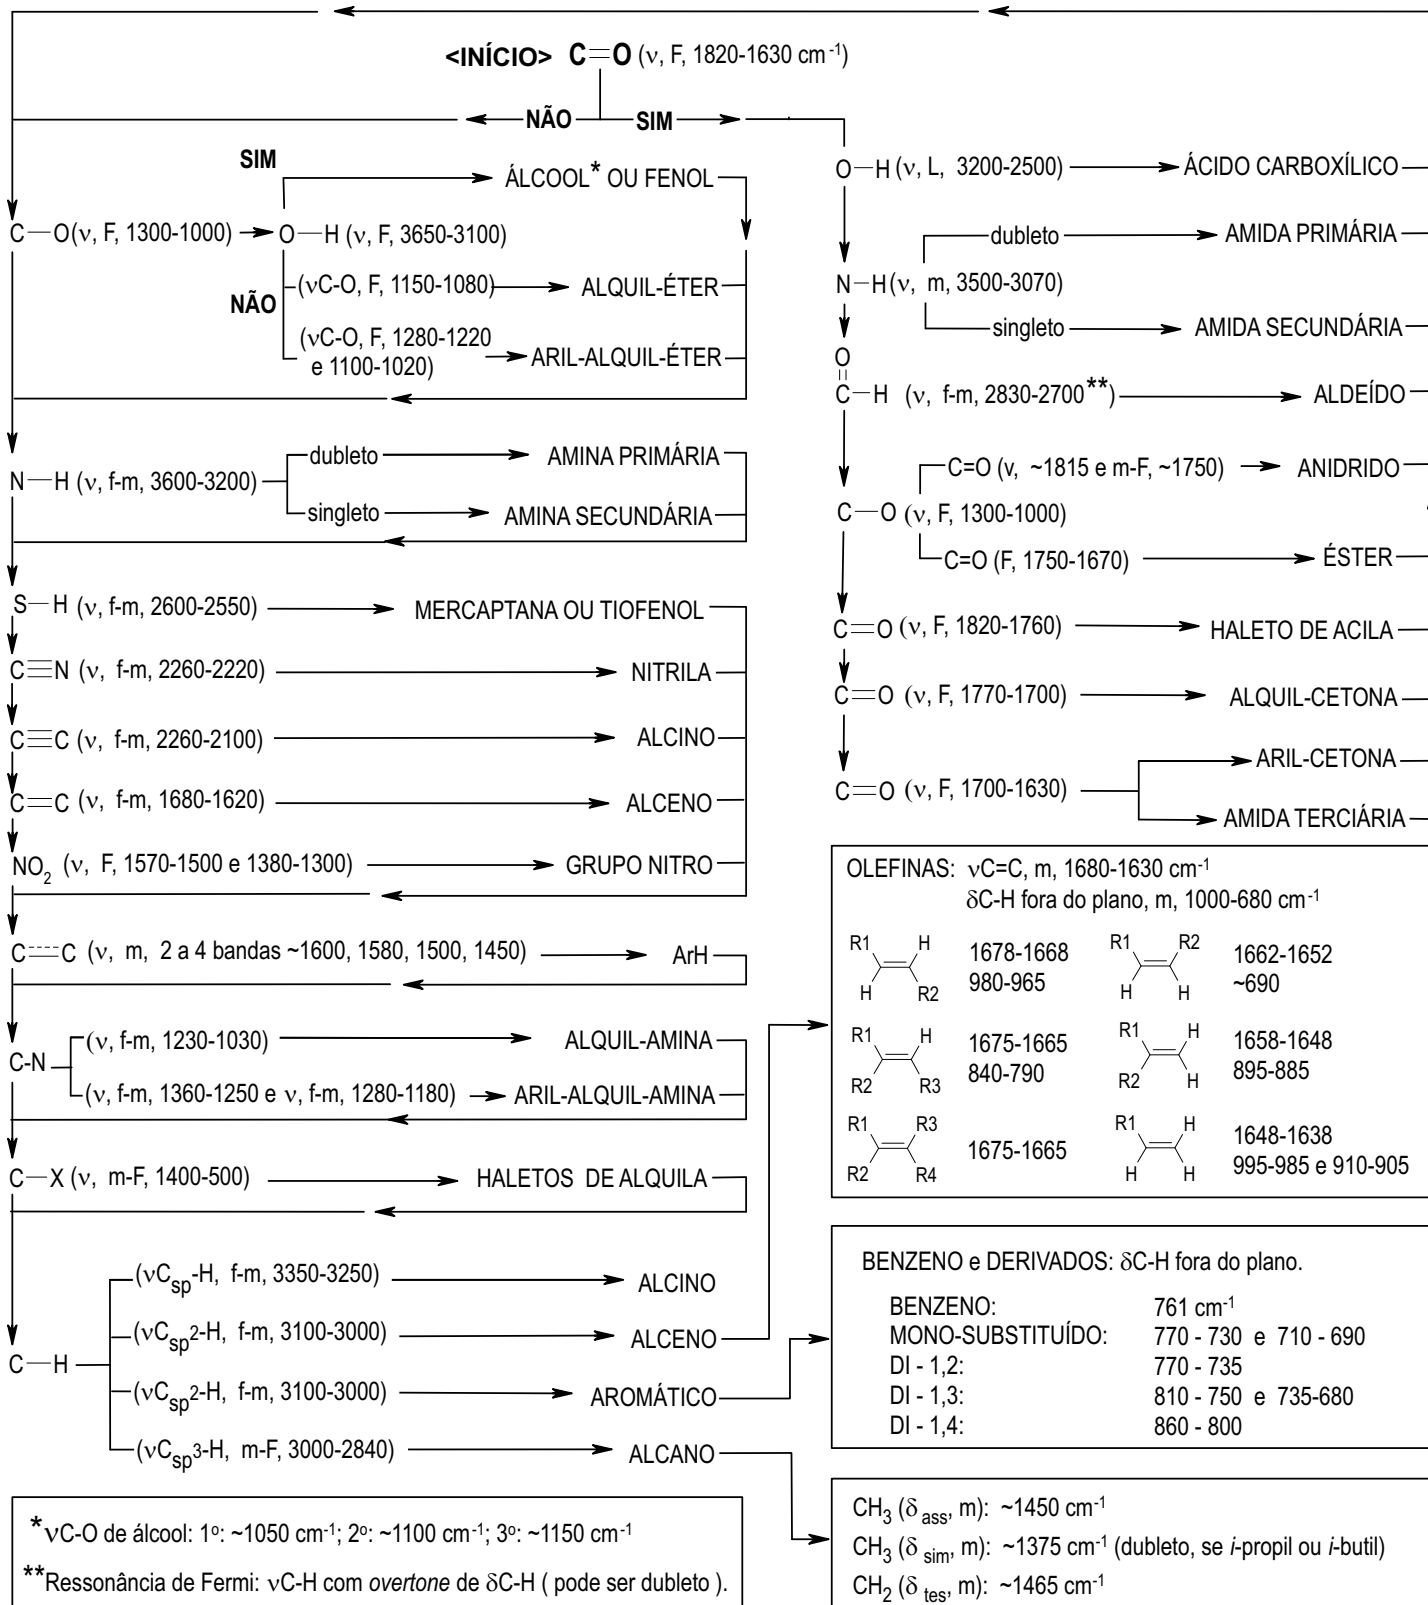 <INÍCIO> C=O (ν, F, 1820-1630 cm-1)
NÃO SIM
SIM
ÁLCOOL* OU FENOL
C—O (ν, F, 1300-1000)
O—H (ν, F, 3650-3100)
NÃO
(νC-O, F, 1150-1080) ALQUIL-ÉTER
(νC-O, F, 1280-1220
e 1100-1020) ARIL-ALQUIL-ÉTER
N—H (ν, f-m, 3600-3200)
dubleto AMINA PRIMÁRIA
singleto AMINA SECUNDÁRIA
S—H (ν, f-m, 2600-2550) MERCAPTANA OU TIOFENOL
C≡N (ν, f-m, 2260-2220) NITRILA
C≡C (ν, f-m, 2260-2100) ALCINO
C=C (ν, f-m, 1680-1620) ALCENO
NO2 (ν, F, 1570-1500 e 1380-1300) GRUPO NITRO
C=C (ν, m, 2 a 4 bandas ~1600, 1580, 1500, 1450) ArH
C-N
(ν, f-m, 1230-1030) ALQUIL-AMINA
(ν, f-m, 1360-1250 e ν, f-m, 1280-1180) ARIL-ALQUIL-AMINA
C—X (ν, m-F, 1400-500) HALETOS DE ALQUILA
C—H
(νCsp-H, f-m, 3350-3250) ALCINO
(νCsp2-H, f-m, 3100-3000) ALCENO
(νCsp2-H, f-m, 3100-3000) AROMÁTICO
(νCsp3-H, m-F, 3000-2840) ALCANO
*νC-O de álcool: 1o: ~1050 cm-1; 2o: ~1100 cm-1; 3o: ~1150 cm-1
**Ressonância de Fermi: νC-H com overtone de δC-H ( pode ser dubleto ).
O—H (ν, L, 3200-2500) ÁCIDO CARBOXÍLICO
N—H (ν, m, 3500-3070)
dubleto AMIDA PRIMÁRIA
singleto AMIDA SECUNDÁRIA
O
C—H (ν, f-m, 2830-2700**) ALDEÍDO
C—O (ν, F, 1300-1000)
C=O (ν, ~1815 e m-F, ~1750) ANIDRIDO
C=O (F, 1750-1670) ÉSTER
C=O (ν, F, 1820-1760) HALETO DE ACILA
C=O (ν, F, 1770-1700) ALQUIL-CETONA
C=O (ν, F, 1700-1630)
ARIL-CETONA
AMIDA TERCIÁRIA
OLEFINAS: νC=C, m, 1680-1630 cm-1
δC-H fora do plano, m, 1000-680 cm-1
R1 H
H R2
1678-1668
980-965
R1 R2
H H
1662-1652
~690
R1 H
R2 R3
1675-1665
840-790
R1 H
R2 H
1658-1648
895-885
R1 R3
R2 R4
1675-1665
R1 H
H H
1648-1638
995-985 e 910-905
BENZENO e DERIVADOS: δC-H fora do plano.
BENZENO: 761 cm-1
MONO-SUBSTITUÍDO: 770 - 730 e 710 - 690
DI - 1,2: 770 - 735
DI - 1,3: 810 - 750 e 735-680
DI - 1,4: 860 - 800
CH3 (δ ass, m): ~1450 cm-1
CH3 (δ sim, m): ~1375 cm-1 (dubleto, se i-propil ou i-butil)
CH2 (δ tes, m): ~1465 cm-1